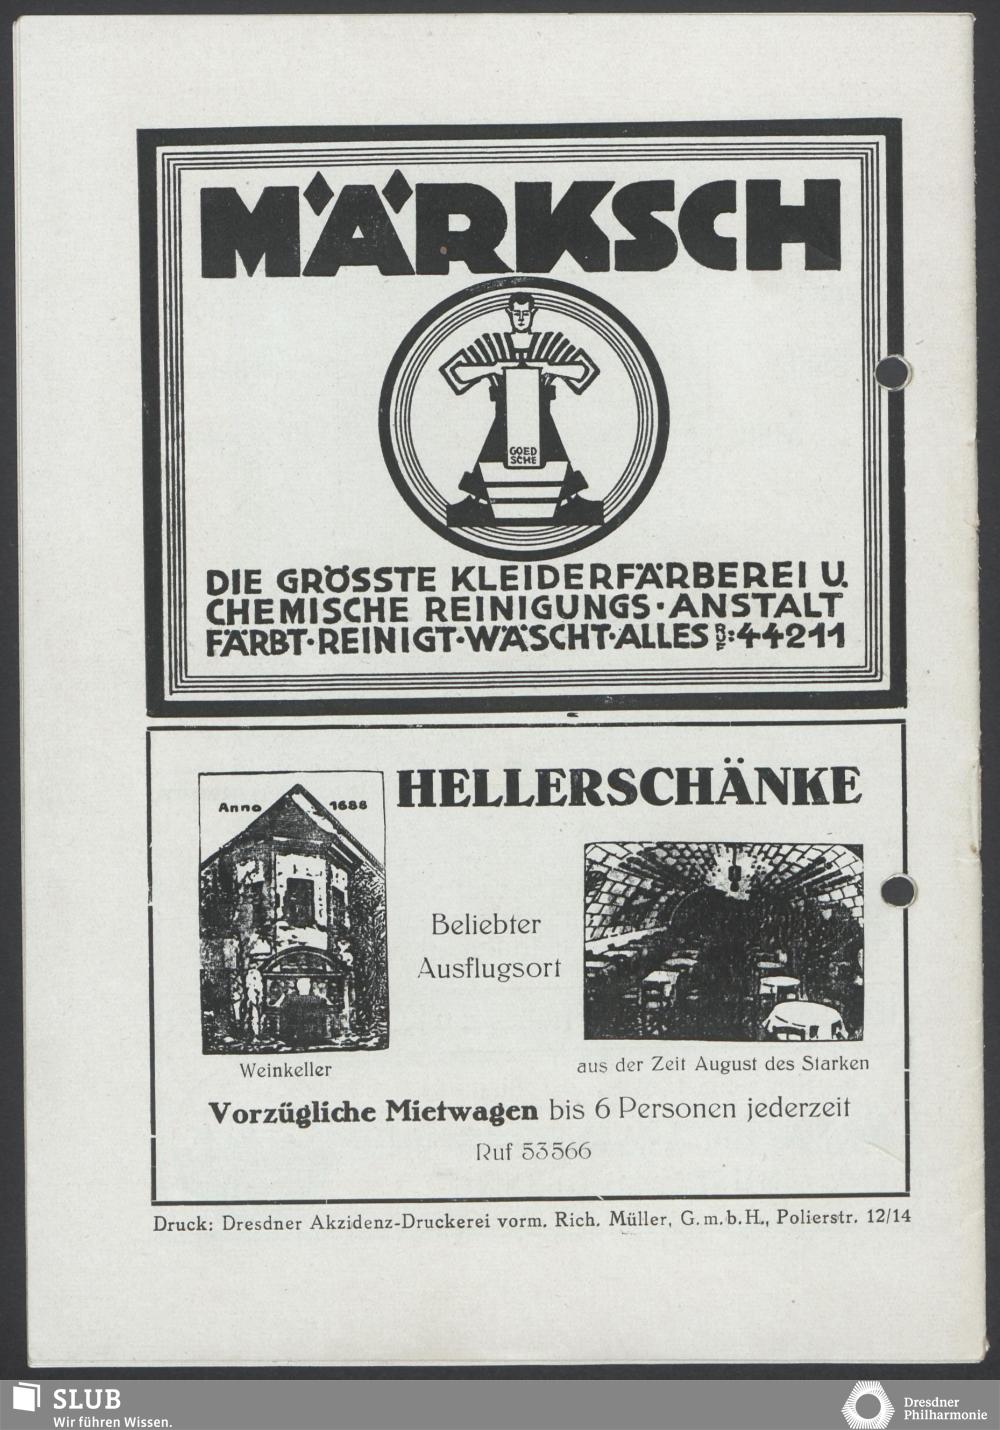 MÄRKSCH
GOED
SCHE
DIE GRÖSSTE KLEIDERFÄRBEREI U.
CHEMISCHE REINIGUNGS·ANSTALT
FÄRBT·REINIGT·WÄSCHT·ALLES RUF:44211
HELLERSCHÄNKE
Anno 1688
Beliebter
Ausflugsort
Weinkeller
aus der Zeit August des Starken
Vorzügliche Mietwagen bis 6 Personen jederzeit
Ruf 53566
Druck: Dresdner Akzidenz-Druckerei vorm. Rich. Müller, G.m.b.H., Polierstr. 12/14
SLUB
Wir führen Wissen.
Dresdner
Philharmonie